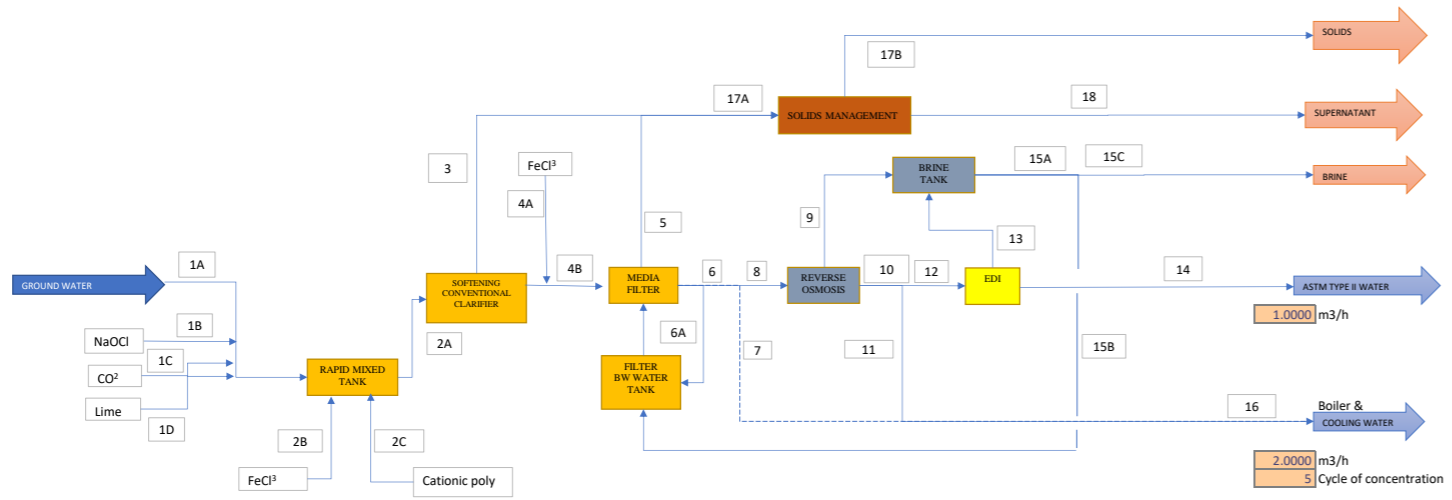 SOLIDS
17B
17A
18
SOLIDS MANAGEMENT
SUPERNATANT
3
FeCl³
4A
BRINE
TANK
15A
15C
BRINE
9
5
13
1A
4B
6
8
10
12
14
GROUND WATER
SOFTENING
CONVENTIONAL
CLARIFIER
MEDIA
FILTER
REVERSE
OSMOSIS
EDI
ASTM TYPE II WATER
1.0000 m3/h
NaOCl
1B
2A
6A
7
11
15B
1C
CO²
RAPID MIXED
TANK
FILTER
BW WATER
TANK
Lime
1D
16
Boiler &
COOLING WATER
2B
2C
FeCl³
Cationic poly
2.0000 m3/h
5 Cycle of concentration